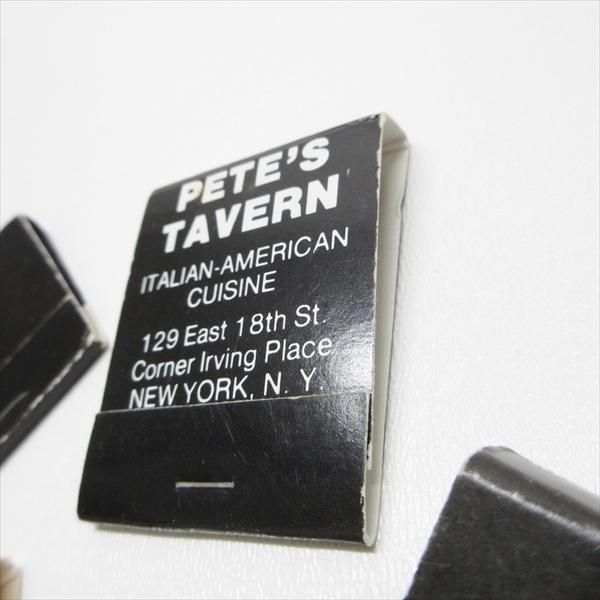 PETE'S
TAVERN
ITALIAN-AMERICAN
CUISINE
129 East 18th St.
Corner Irving Place
NEW YORK, N. Y.